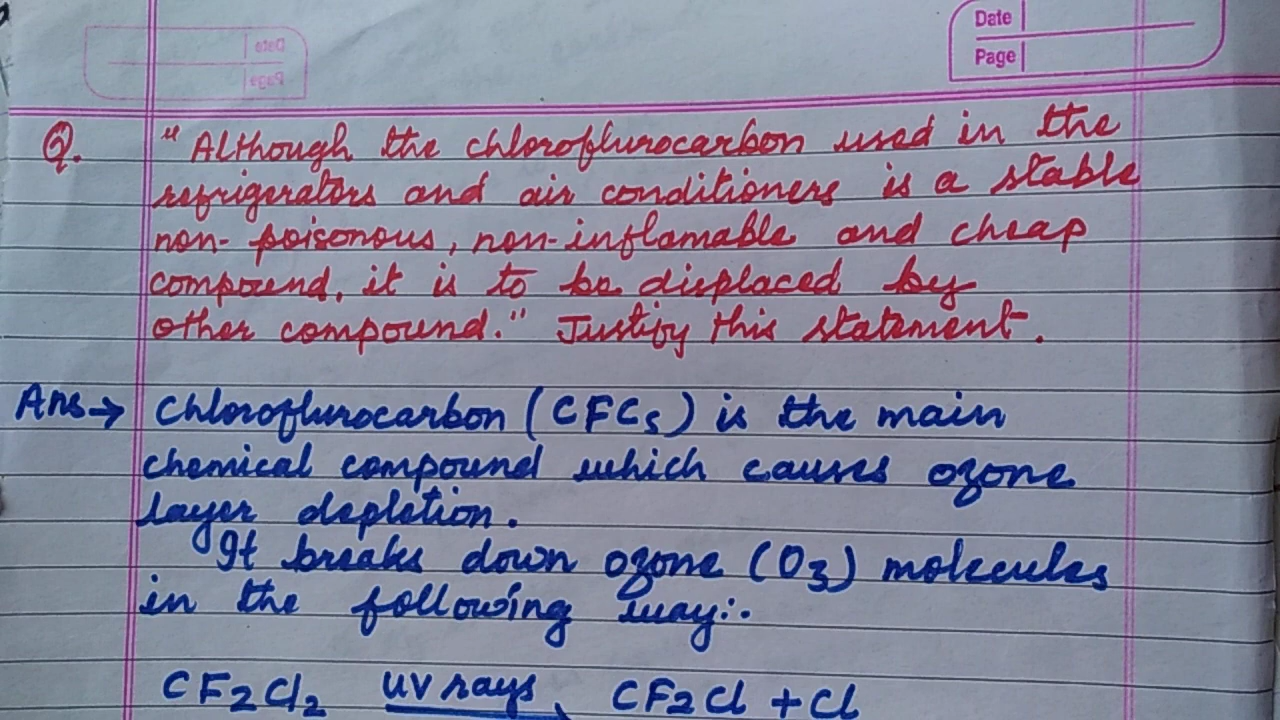 Date
Page
Q. "Although the chloroflurocarbon used in the
refrigerators and air conditioners is a stable
non-poisonous, non-inflamable and cheap
compound, it is to be displaced by
other compound." Justify this statement.
Ans→ Chloroflurocarbon (CFCs) is the main
chemical compound which causes ozone
layer depletion.
It breaks down ozone (O3) molecules
in the following way:-
CF2Cl2 UV rays→ CF2Cl + Cl